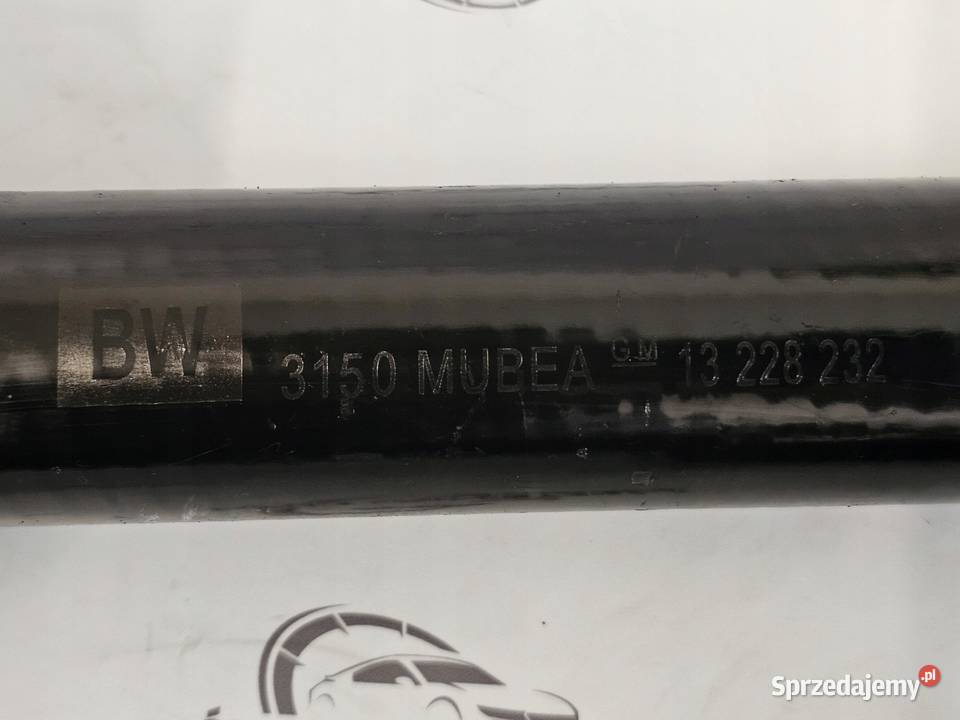 BW 3150 MUBEA GM 13 228 232
Sprzedajemy.pl